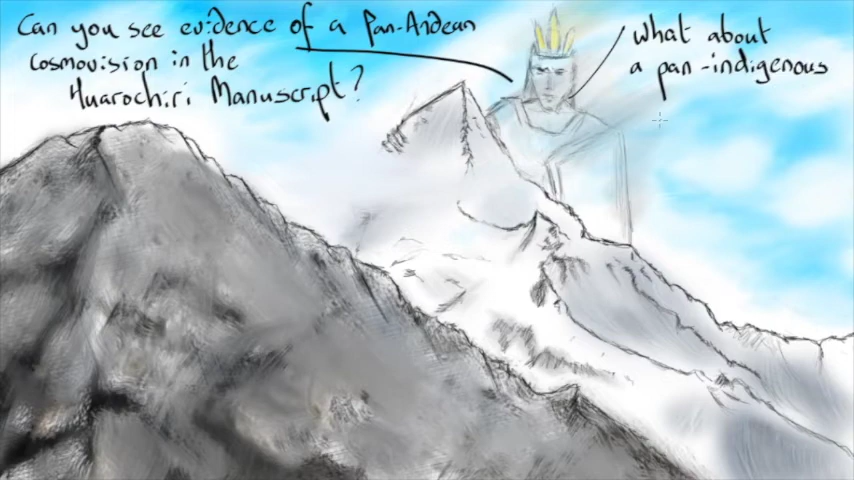 Can you see evidence of a Pan-Andean
cosmovision in the
Huarochiri Manuscript?
What about
a pan-indigenous